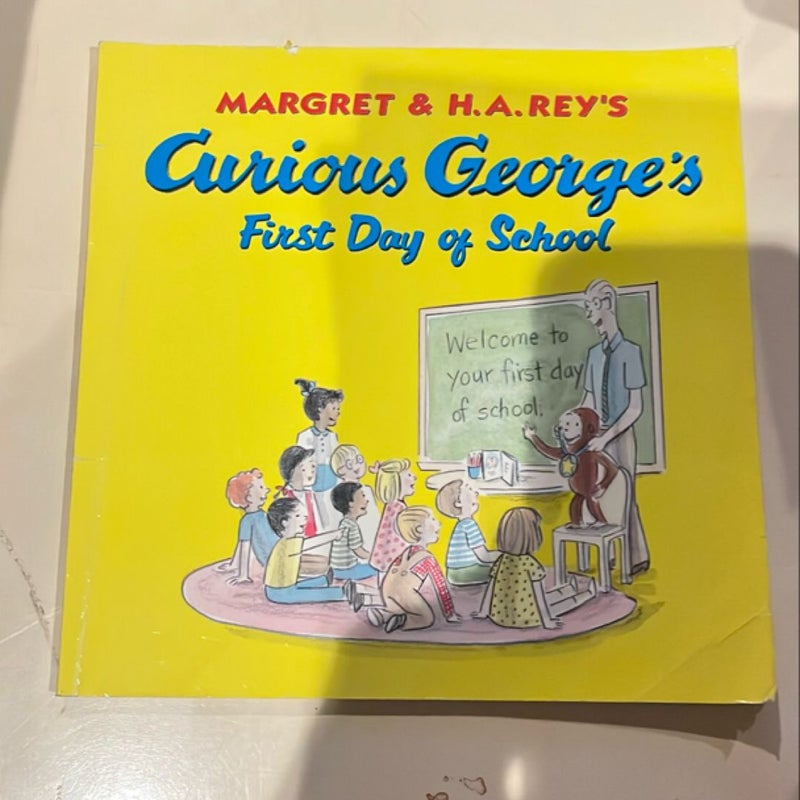 MARGRET & H.A. REY'S
Curious George's
First Day of School
Welcome to
your first day
of school.